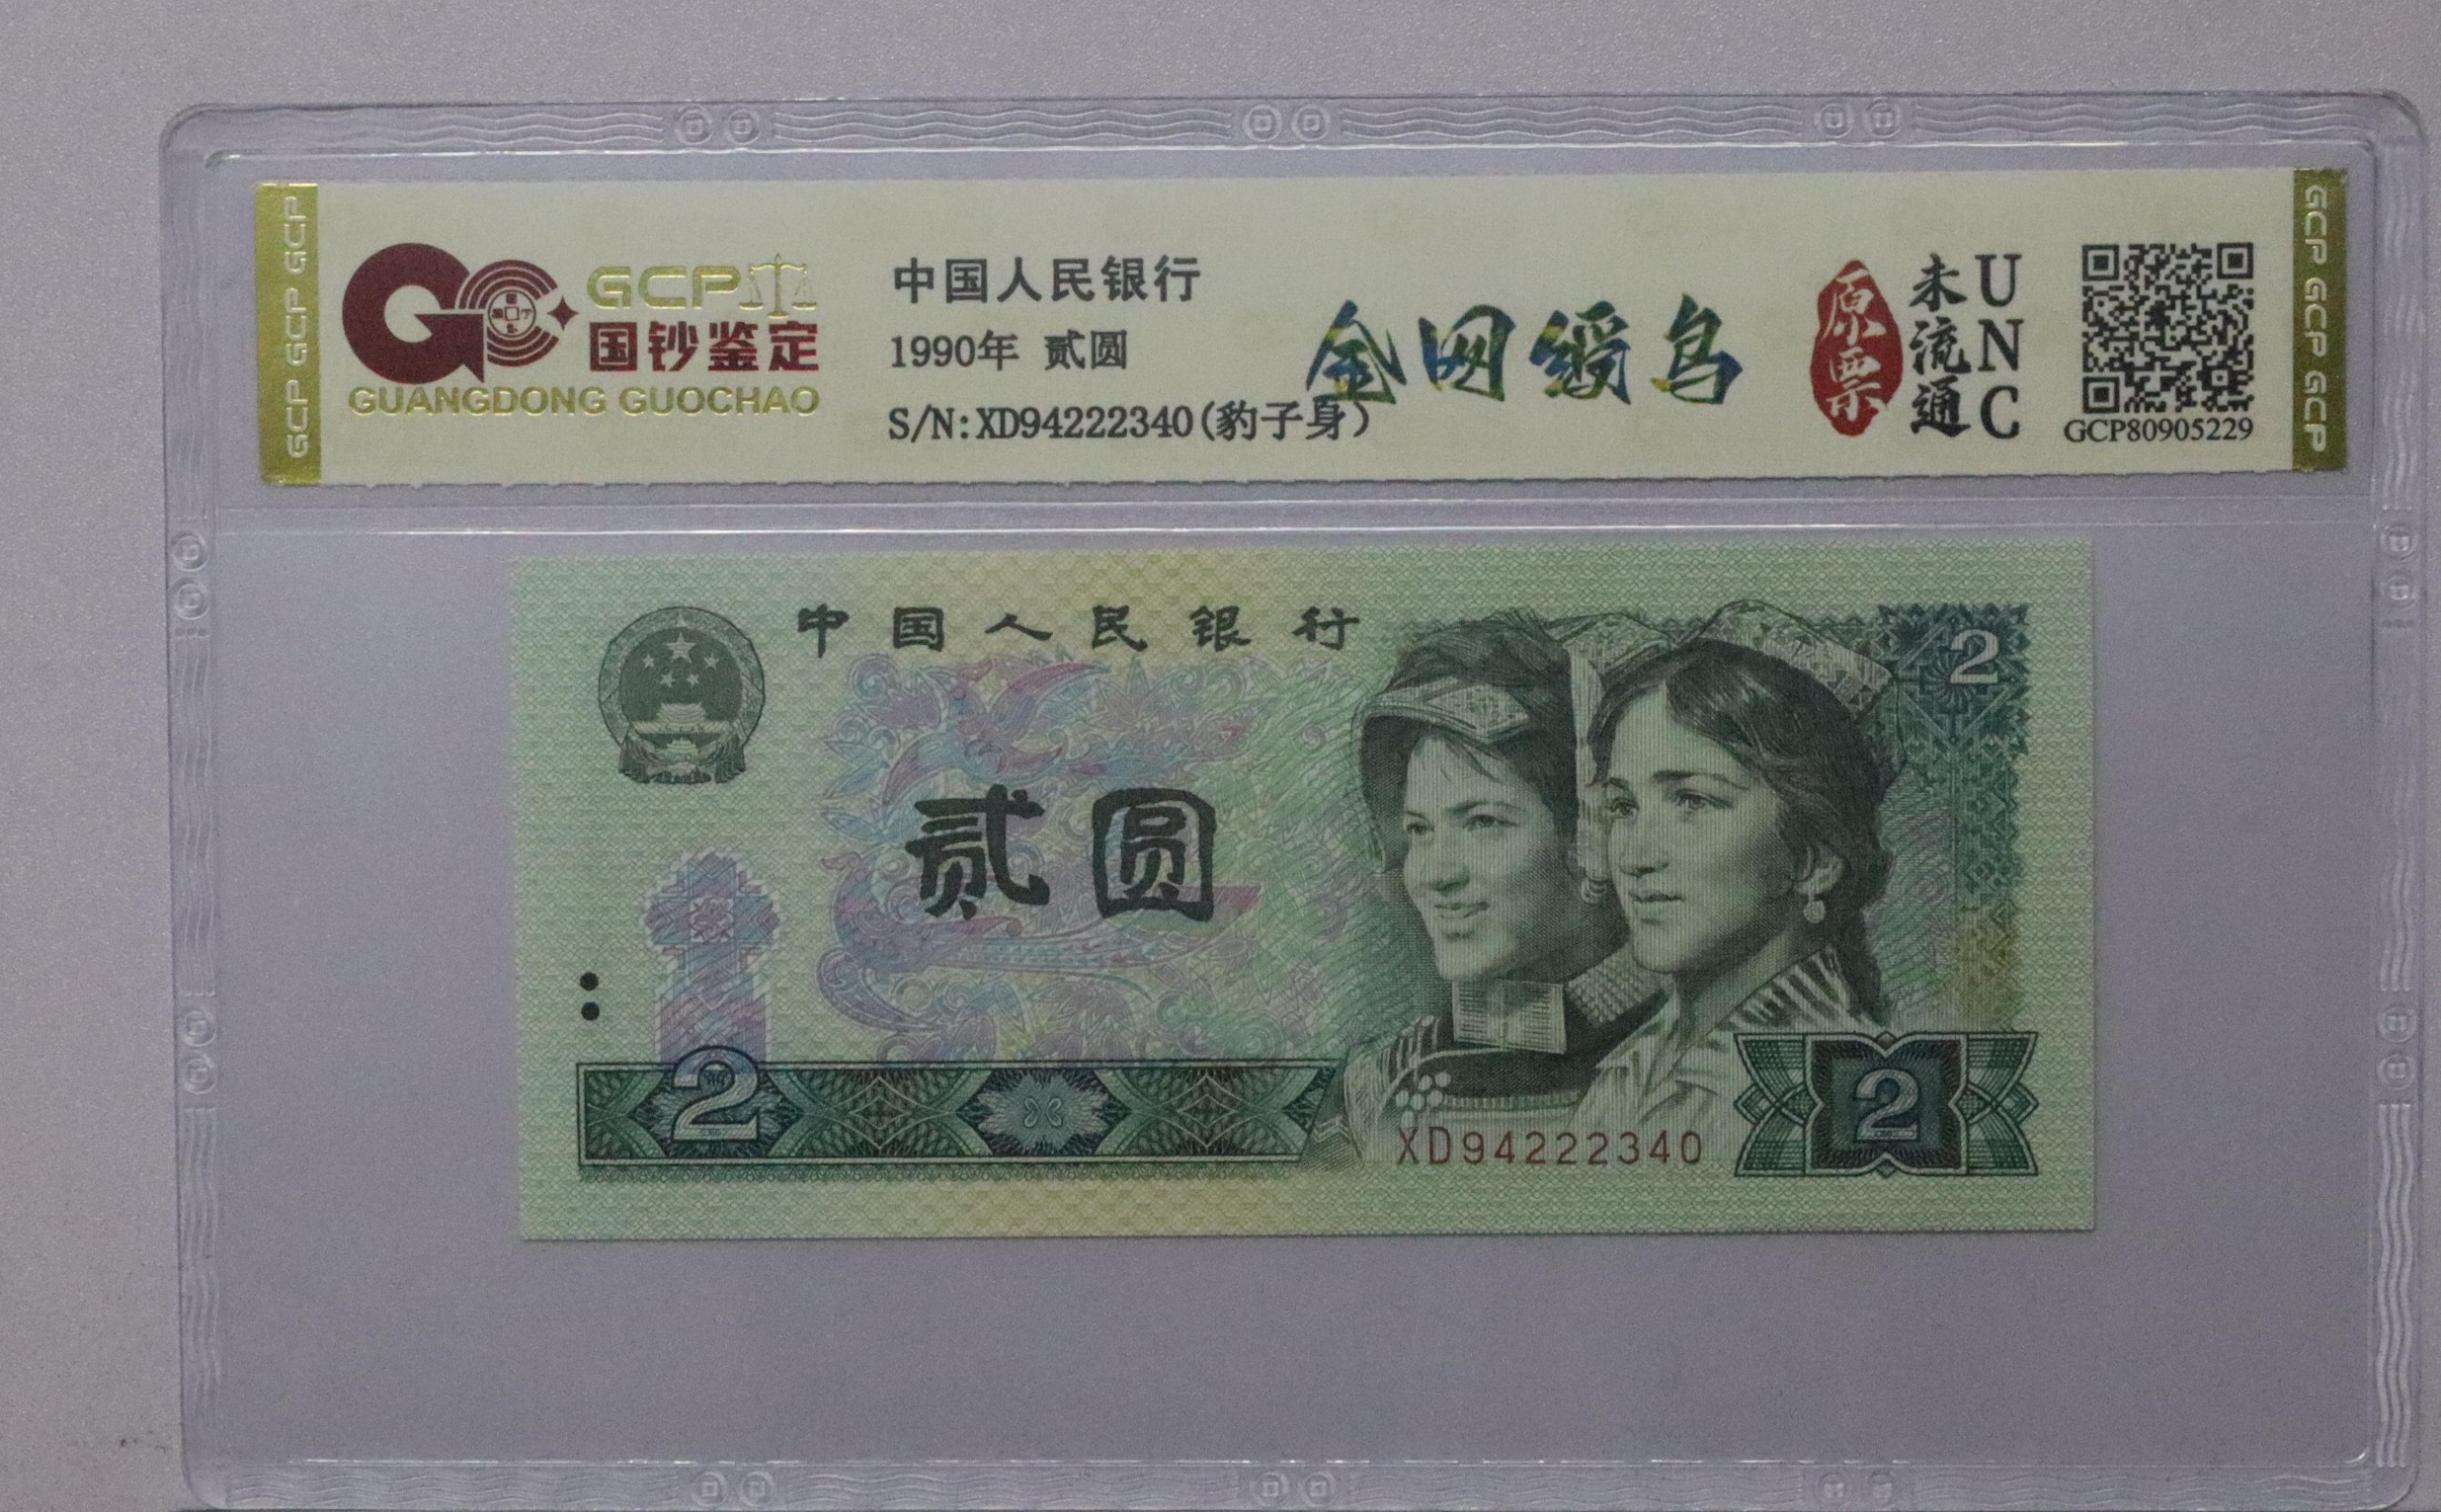 GCP GCP GCP
GCP
国钞鉴定
GUANGDONG GUOCHAO
中国人民银行
1990年 贰圆
S/N:XD94222340(豹子身)
金网绶鸟
原票
未流通
UNC
GCP80905229
GCP GCP GCP
中国人民银行
2
贰圆
2
XD94222340
2